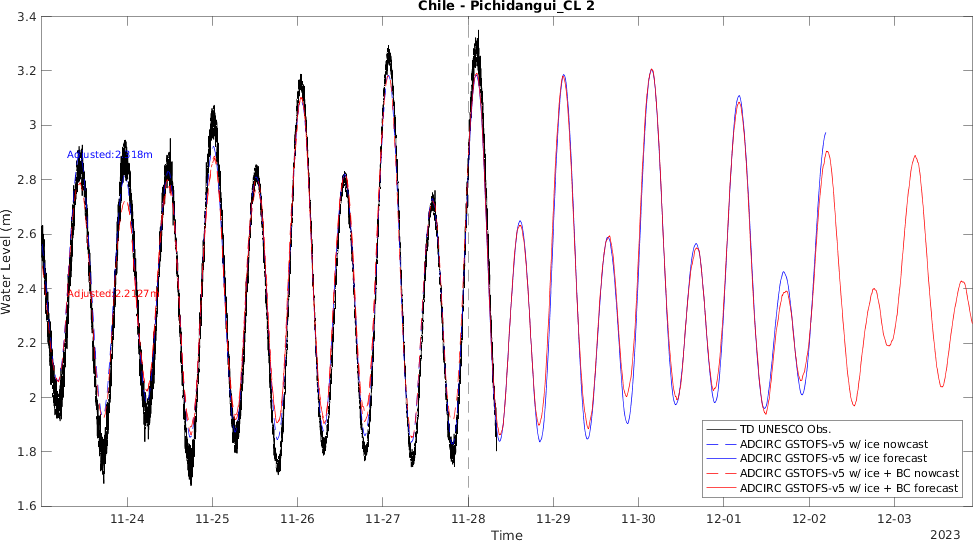 Chile - Pichidangui_CL 2
3.4
3.2
3
2.8
2.6
2.4
2.2
2
1.8
1.6
Water Level (m)
Adjusted:2.2127m
11-24
11-25
11-26
11-27
11-28
11-29
11-30
12-01
12-02
12-03
Time
2023
TD UNESCO Obs.
ADCIRC GSTOFS-v5 w/ ice nowcast
ADCIRC GSTOFS-v5 w/ ice forecast
ADCIRC GSTOFS-v5 w/ ice + BC nowcast
ADCIRC GSTOFS-v5 w/ ice + BC forecast